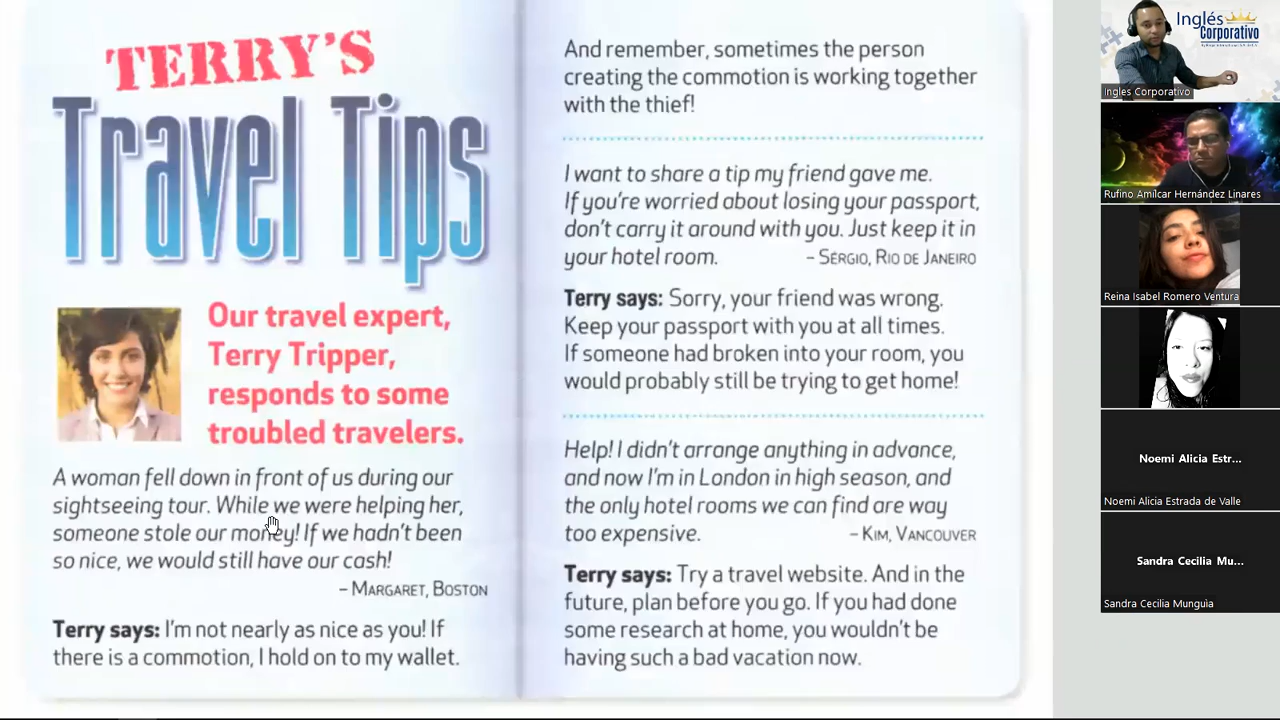 TERRY'S
Travel Tips
Our travel expert,
Terry Tripper,
responds to some
troubled travelers.
A woman fell down in front of us during our
sightseeing tour. While we were helping her,
someone stole our money! If we hadn't been
so nice, we would still have our cash!
– MARGARET, BOSTON
Terry says: I'm not nearly as nice as you! If
there is a commotion, I hold on to my wallet.
And remember, sometimes the person
creating the commotion is working together
with the thief!
I want to share a tip my friend gave me.
If you're worried about losing your passport,
don't carry it around with you. Just keep it in
your hotel room. – SÉRGIO, RIO DE JANEIRO
Terry says: Sorry, your friend was wrong.
Keep your passport with you at all times.
If someone had broken into your room, you
would probably still be trying to get home!
Help! I didn't arrange anything in advance,
and now I'm in London in high season, and
the only hotel rooms we can find are way
too expensive. – KIM, VANCOUVER
Terry says: Try a travel website. And in the
future, plan before you go. If you had done
some research at home, you wouldn't be
having such a bad vacation now.
Inglés
Corporativo
Ingles Corporativo
Rufino Amílcar Hernández Linares
Reina Isabel Romero Ventura
Noemi Alicia Estr...
Noemi Alicia Estrada de Valle
Sandra Cecilia Mu...
Sandra Cecilia Munguìa